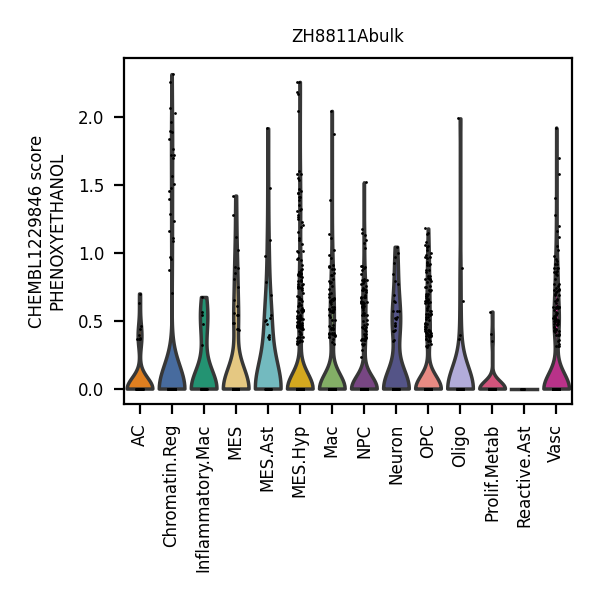 ZH8811Abulk
CHEMBL1229846 score
PHENOXYETHANOL
2.0
1.5
1.0
0.5
0.0
AC
Chromatin.Reg
Inflammatory.Mac
MES
MES.Ast
MES.Hyp
Mac
NPC
Neuron
OPC
Oligo
Prolif.Metab
Reactive.Ast
Vasc